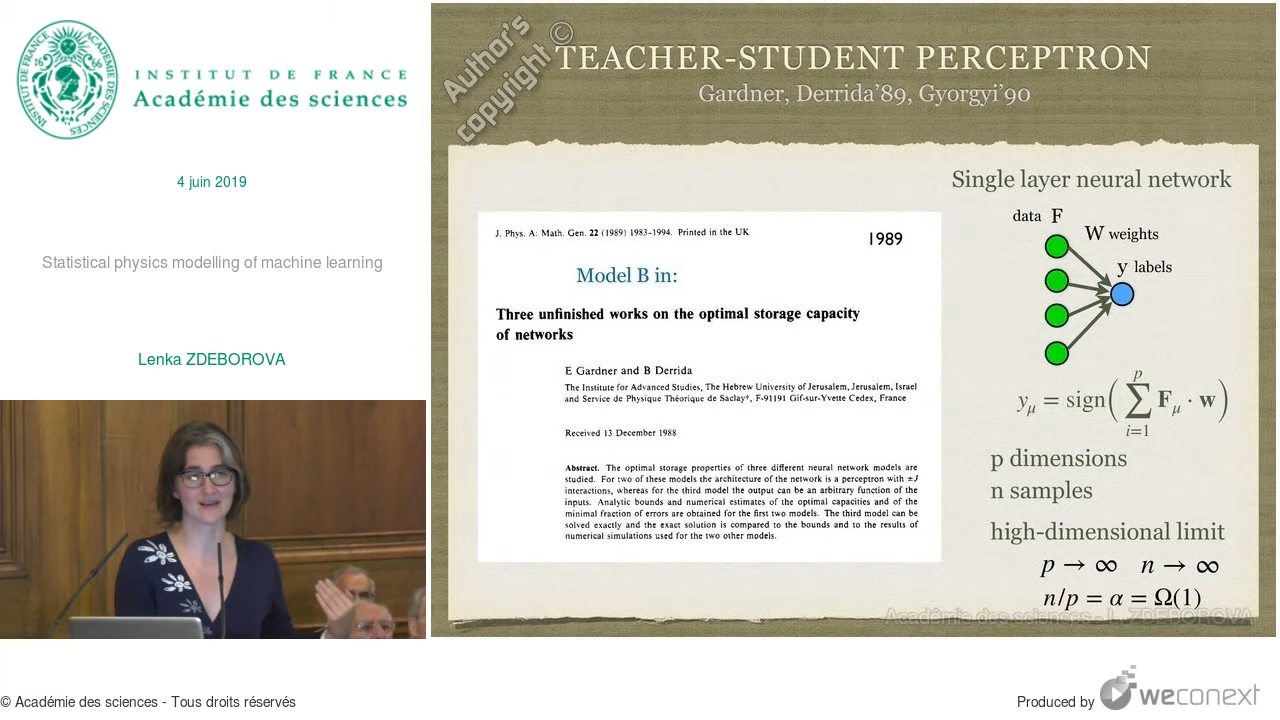 INSTITUT DE FRANCE
Académie des sciences
INSTITUT·DE·FRANCE ACADÉMIE·DES·SCIENCES
16 66
4 juin 2019
Statistical physics modelling of machine learning
Lenka ZDEBOROVA
© Académie des sciences - Tous droits réservés
Author's
copyright ©
TEACHER-STUDENT PERCEPTRON
Gardner, Derrida'89, Gyorgyi'90
J. Phys. A: Math. Gen. 22 (1989) 1983-1994. Printed in the UK
1989
Model B in:
Three unfinished works on the optimal storage capacity
of networks
E Gardner and B Derrida
The Institute for Advanced Studies, The Hebrew University of Jerusalem, Jerusalem, Israel
and Service de Physique Théorique de Saclay†, F-91191 Gif-sur-Yvette Cedex, France
Received 13 December 1988
Abstract. The optimal storage properties of three different neural network models are
studied. For two of these models the architecture of the network is a perceptron with ±J
interactions, whereas for the third model the output can be an arbitrary function of the
inputs. Analytic bounds and numerical estimates of the optimal capacities and of the
minimal fraction of errors are obtained for the first two models. The third model can be
solved exactly and the exact solution is compared to the bounds and to the results of
numerical simulations used for the two other models.
Single layer neural network
data F
W weights
y labels
yμ = sign( ∑ i=1 p Fμ · w )
p dimensions
n samples
high-dimensional limit
p → ∞ n → ∞
n/p = α = Ω(1)
Académie des sciences - L. ZDEBOROVA
Produced by weconext